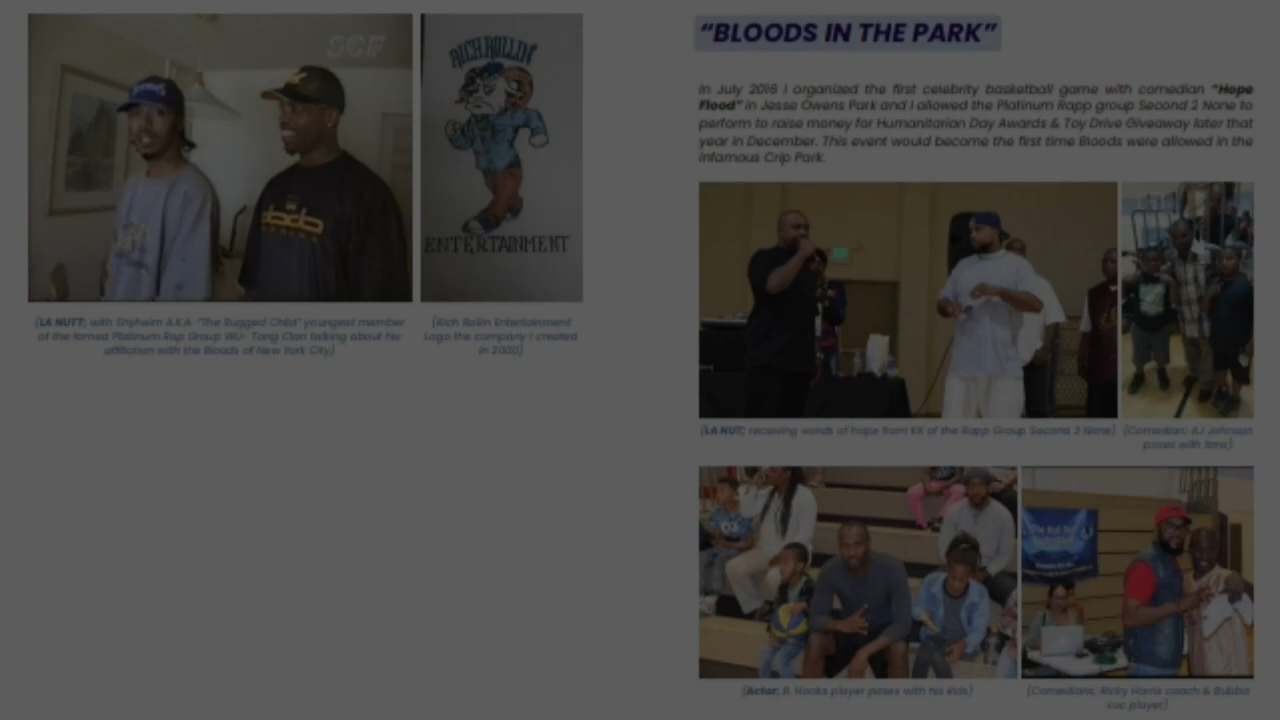 SCF
RICH ROLLIN'
ENTERTAINMENT
(LA NUTT; with Shyheim A.K.A. "The Rugged Child" youngest member
of the famed Platinum Rap Group WU- Tang Clan talking about his
affiliation with the Bloods of New York City)
(Rich Rollin Entertainment
Logo the company I created
in 2000)
"BLOODS IN THE PARK"
In July 2016 I organized the first celebrity basketball game with comedian "Hope
Flood" in Jesse Owens Park and I allowed the Platinum Rapp group Second 2 None to
perform to raise money for Humanitarian Day Awards & Toy Drive Giveaway later that
year in December. This event would become the first time Bloods were allowed in the
infamous Crip Park.
(LA NUT; receiving words of hope from KK of the Rapp Group Second 2 None)
(Comedian; AJ Johnson
poses with fans)
(Actor; B. Hooks player poses with his kids)
(Comedians; Ricky Harris coach & Bubba
Loc player)